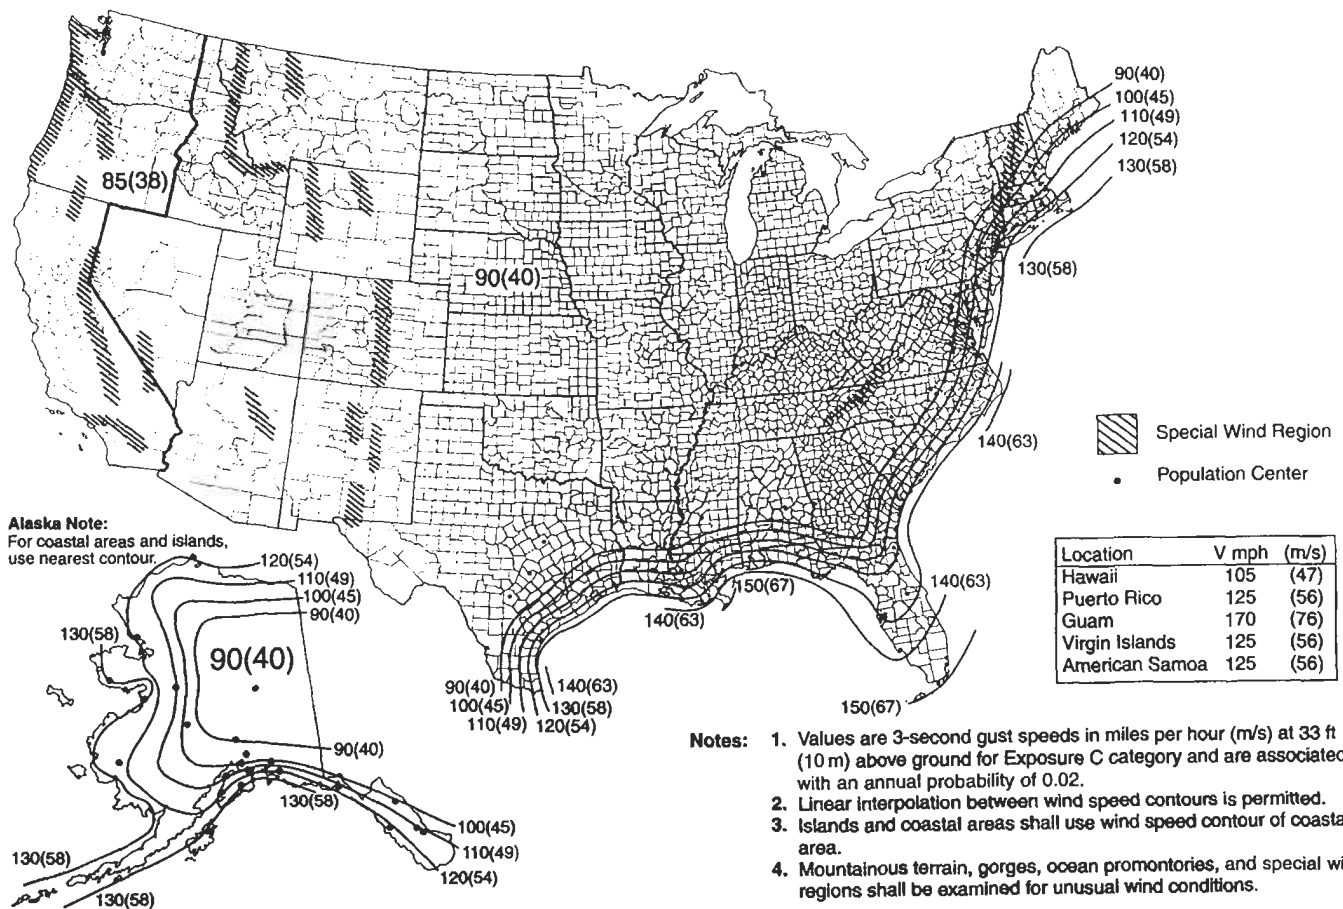 90(40)
100(45)
110(49)
120(54)
130(58)
85(38)
130(58)
90(40)
140(63)
Special Wind Region
Population Center
Alaska Note:
For coastal areas and islands,
use nearest contour.
120(54)
110(49)
100(45)
90(40)
130(58)
90(40)
150(67)
140(63)
140(63)
Location V mph (m/s)
Hawaii 105 (47)
Puerto Rico 125 (56)
Guam 170 (76)
Virgin Islands 125 (56)
American Samoa 125 (56)
90(40)
100(45)
110(49)
140(63)
130(58)
120(54)
150(67)
90(40)
130(58)
100(45)
110(49)
120(54)
130(58)
130(58)
Notes: 1. Values are 3-second gust speeds in miles per hour (m/s) at 33 ft
(10 m) above ground for Exposure C category and are associated
with an annual probability of 0.02.
2. Linear interpolation between wind speed contours is permitted.
3. Islands and coastal areas shall use wind speed contour of coasta
area.
4. Mountainous terrain, gorges, ocean promontories, and special wi
regions shall be examined for unusual wind conditions.